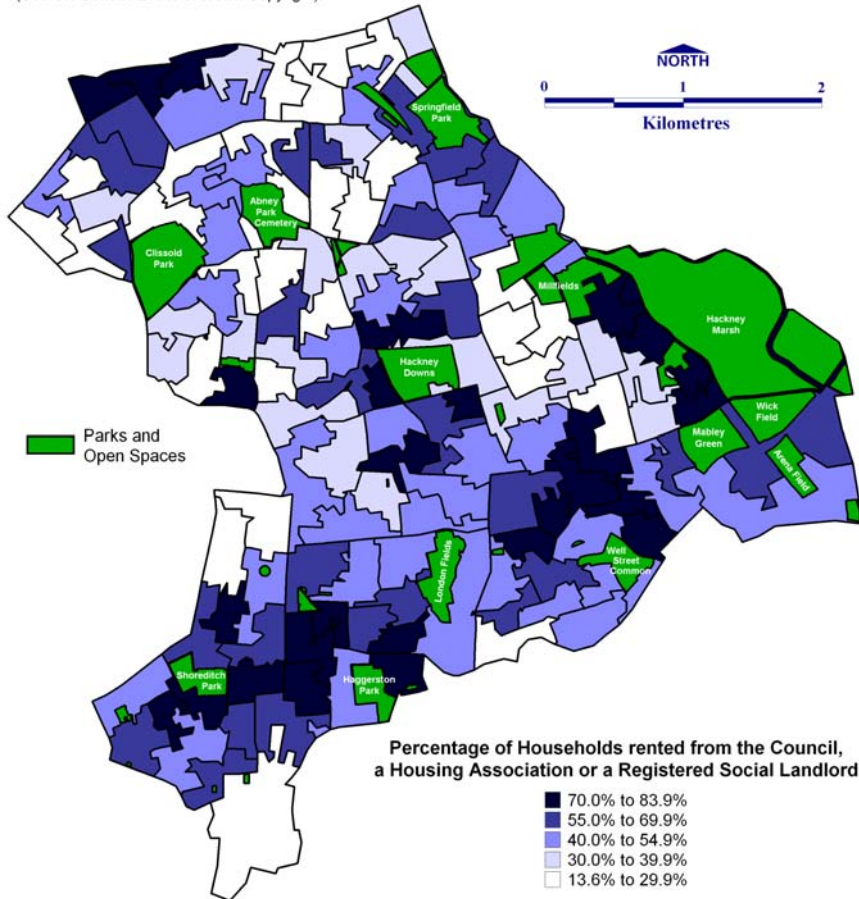 NORTH
0 1 2
Kilometres
Springfield
Park
Abney
Park
Cemetery
Clissold
Park
Millfields
Hackney
Marsh
Hackney
Downs
Wick
Field
Mabley
Green
Arena Field
Parks and
Open Spaces
London Fields
Well
Street
Common
Shoreditch
Park
Haggerston
Park
Percentage of Households rented from the Council,
a Housing Association or a Registered Social Landlord
70.0% to 83.9%
55.0% to 69.9%
40.0% to 54.9%
30.0% to 39.9%
13.6% to 29.9%